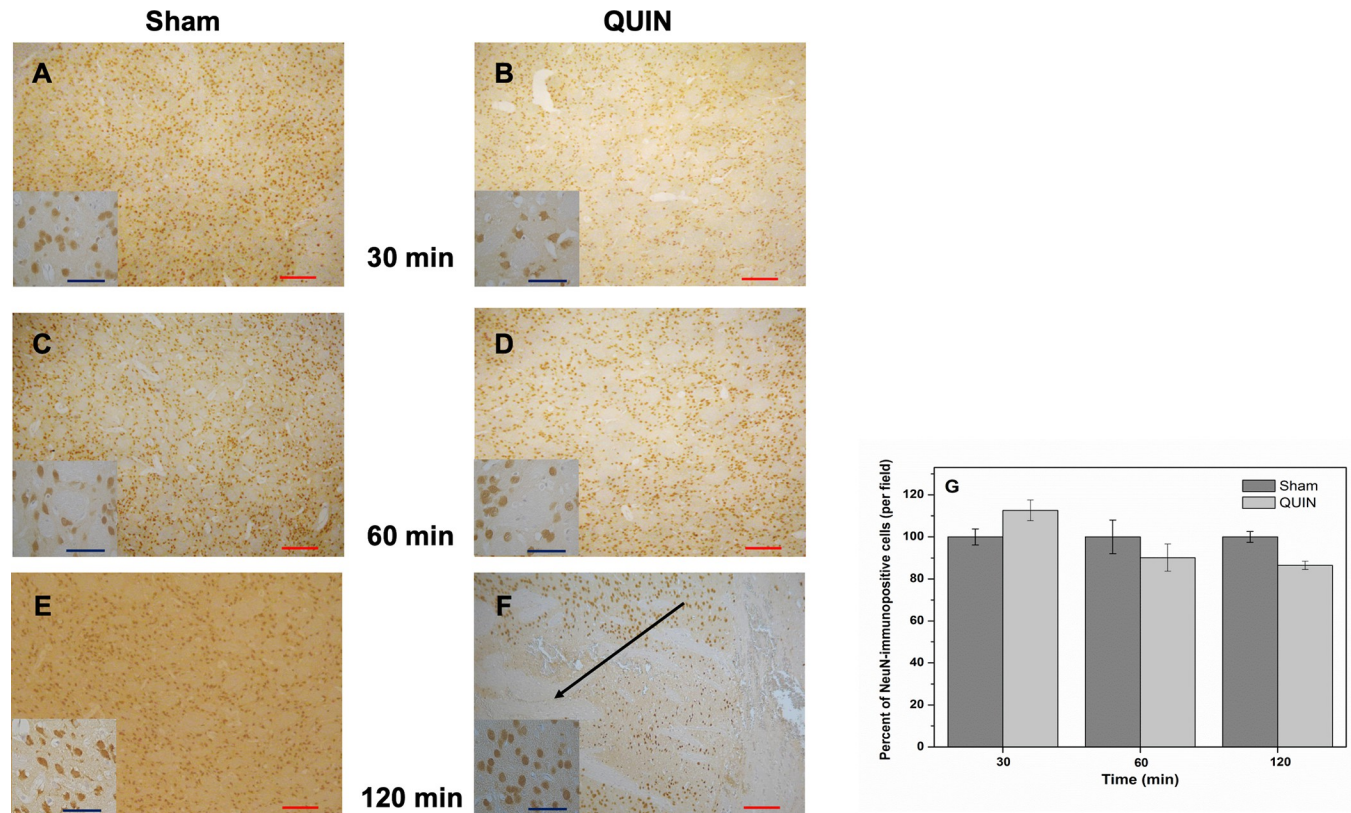 Sham
QUIN
A
B
30 min
C
D
60 min
E
F
120 min
G
Sham
QUIN
Percent of NeuN-immunopositive cells (per field)
120
100
80
60
40
20
0
30
60
120
Time (min)